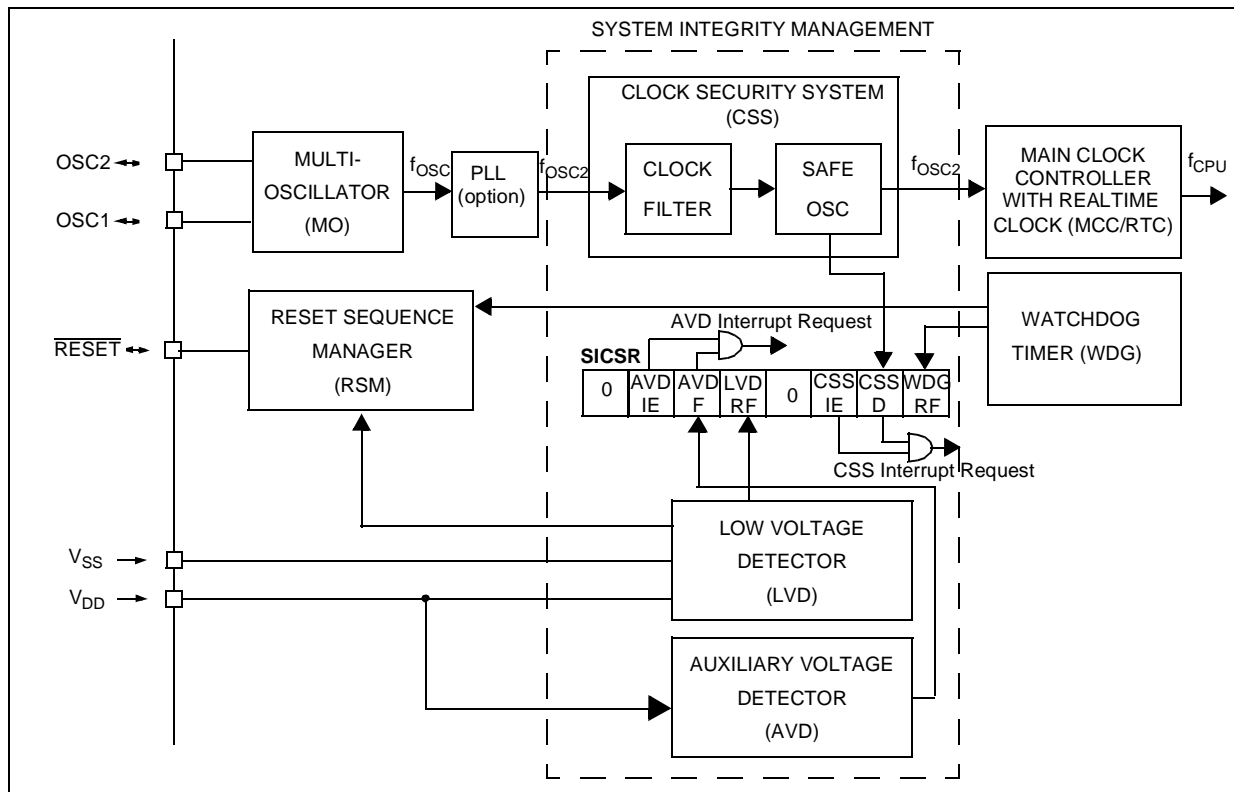 SYSTEM INTEGRITY MANAGEMENT
CLOCK SECURITY SYSTEM
(CSS)
OSC2
OSC1
MULTI-
OSCILLATOR
(MO)
fOSC
PLL
(option)
fOSC2
CLOCK
FILTER
SAFE
OSC
fOSC2
MAIN CLOCK
CONTROLLER
WITH REALTIME
CLOCK (MCC/RTC)
fCPU
RESET
RESET SEQUENCE
MANAGER
(RSM)
AVD Interrupt Request
WATCHDOG
TIMER (WDG)
SICSR
0
AVD
IE
AVD
F
LVD
RF
0
CSS
IE
CSS
D
WDG
RF
CSS Interrupt Request
VSS
VDD
LOW VOLTAGE
DETECTOR
(LVD)
AUXILIARY VOLTAGE
DETECTOR
(AVD)